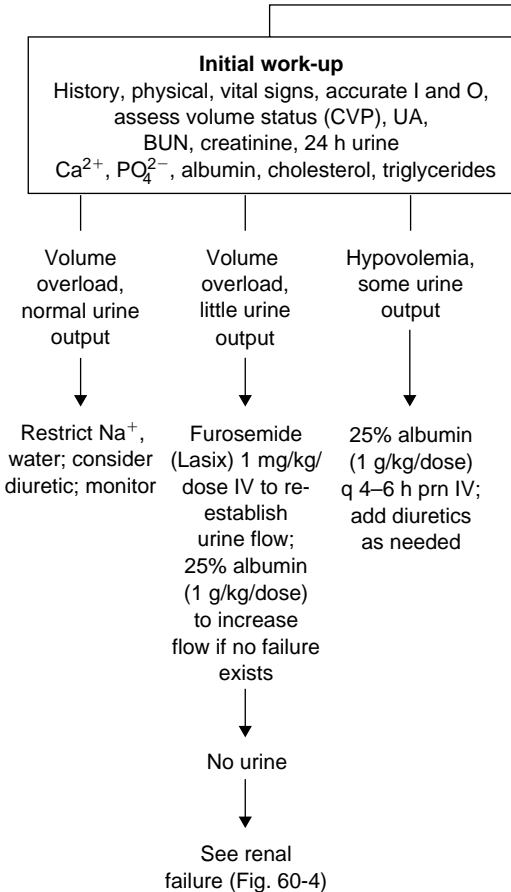 Initial work-up
History, physical, vital signs, accurate I and O,
assess volume status (CVP), UA,
BUN, creatinine, 24 h urine
Ca²⁺, PO₄²⁻, albumin, cholesterol, triglycerides
Volume
overload,
normal urine
output
Restrict Na⁺,
water; consider
diuretic; monitor
Volume
overload,
little urine
output
Furosemide
(Lasix) 1 mg/kg/
dose IV to re-
establish
urine flow;
25% albumin
(1 g/kg/dose)
to increase
flow if no failure
exists
No urine
See renal
failure (Fig. 60-4)
Hypovolemia,
some urine
output
25% albumin
(1 g/kg/dose)
q 4–6 h prn IV;
add diuretics
as needed